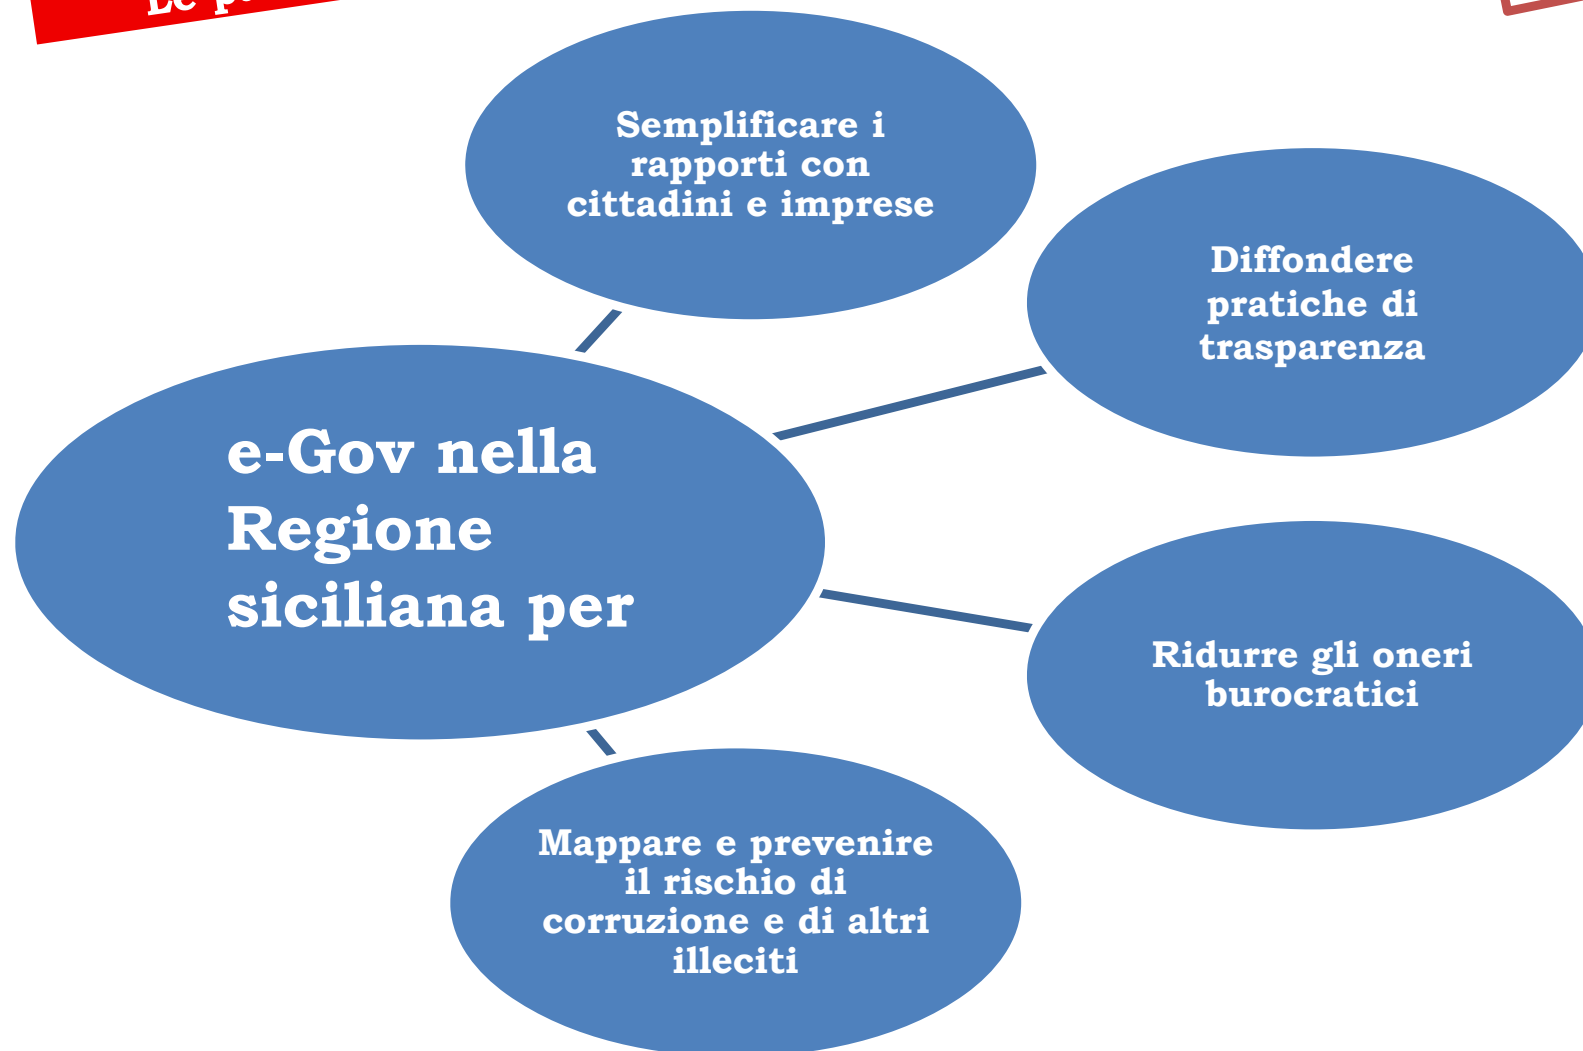 Le
Semplificare i
rapporti con
cittadini e imprese
Diffondere
pratiche di
trasparenza
e-Gov nella
Regione
siciliana per
Ridurre gli oneri
burocratici
Mappare e prevenire
il rischio di
corruzione e di altri
illeciti